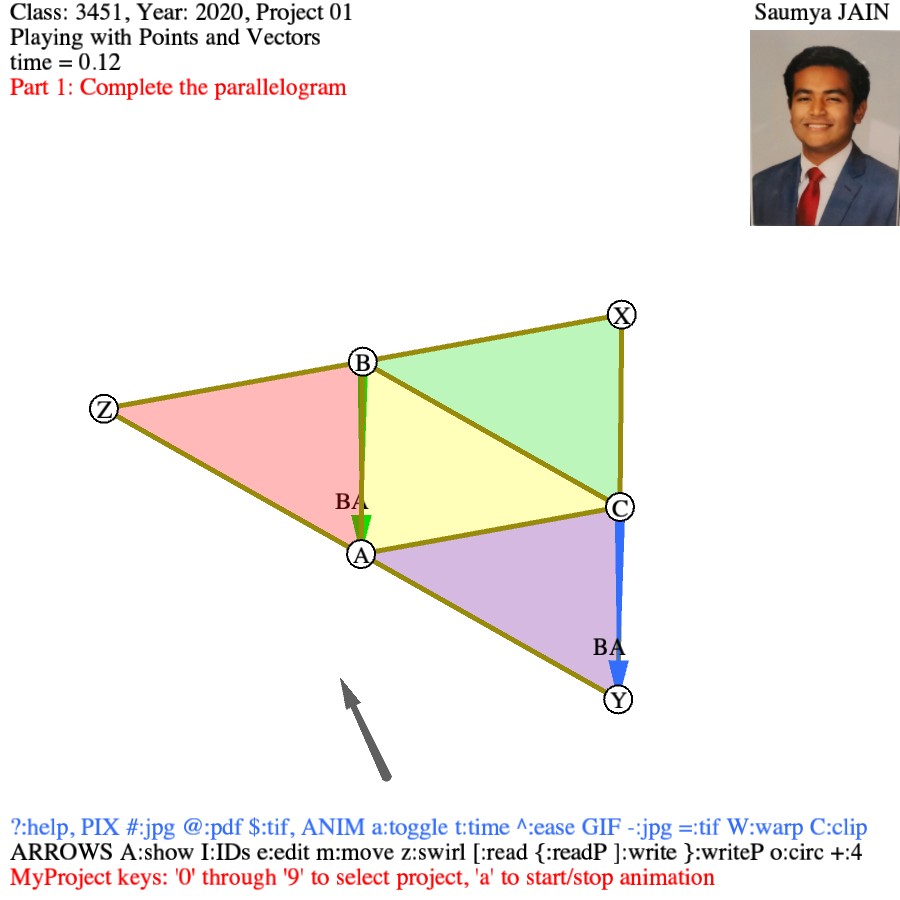 Class: 3451, Year: 2020, Project 01
Saumya JAIN
Playing with Points and Vectors
time = 0.12
Part 1: Complete the parallelogram
X
B
Z
BA
C
A
BA
Y
?:help, PIX #:jpg @:pdf $:tif, ANIM a:toggle t:time ^:ease GIF -:jpg =:tif W:warp C:clip
ARROWS A:show I:IDs e:edit m:move z:swirl [:read {:readP ]:write }:writeP o:circ +:4
MyProject keys: '0' through '9' to select project, 'a' to start/stop animation